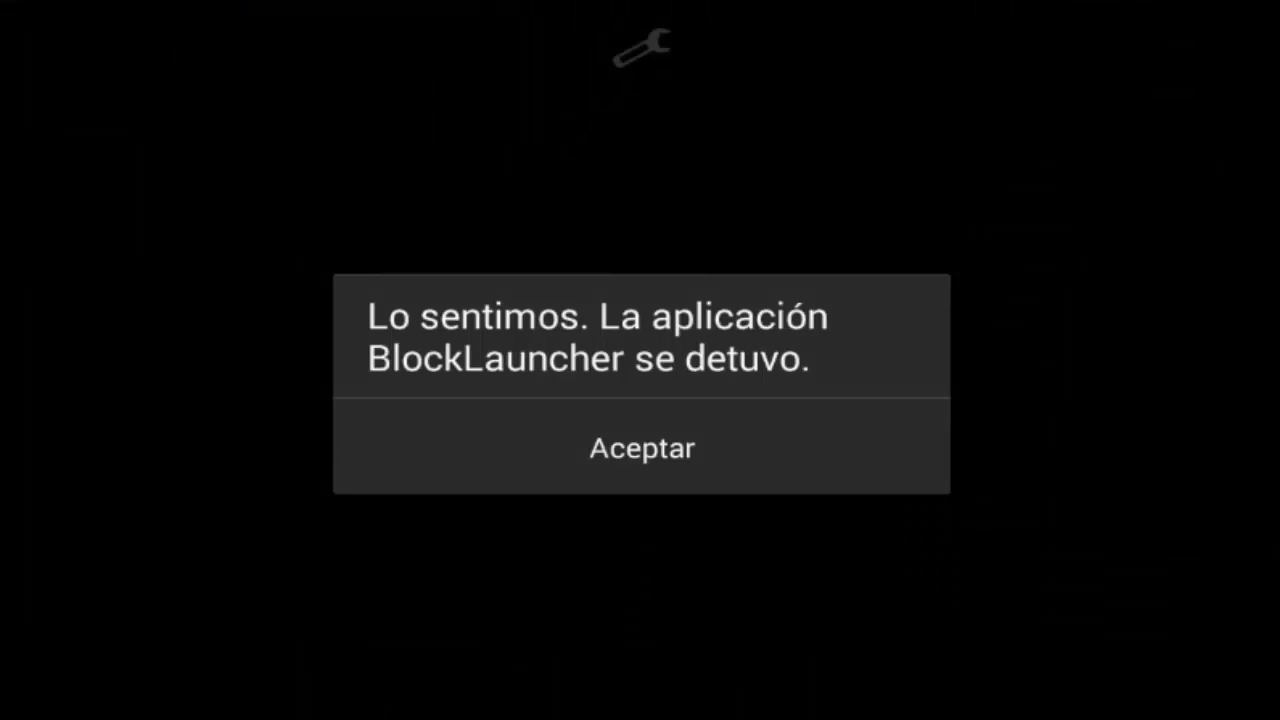 Lo sentimos. La aplicación
BlockLauncher se detuvo.
Aceptar